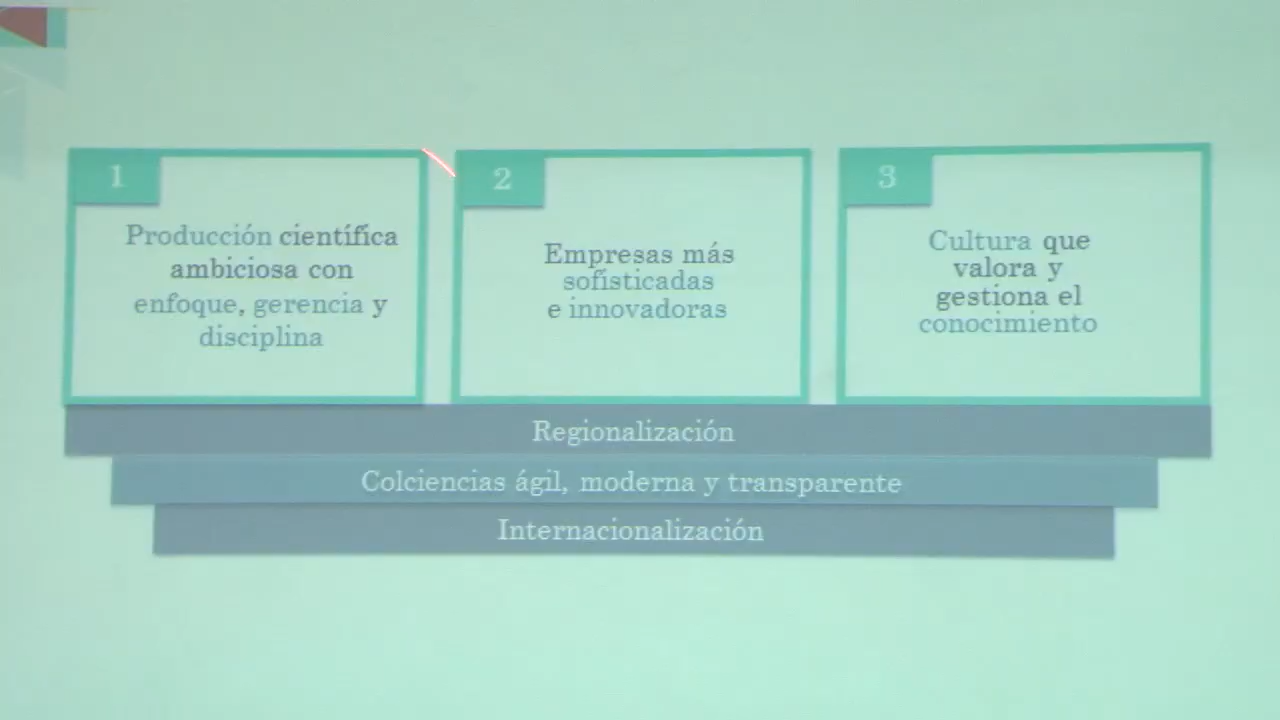 1
Producción científica
ambiciosa con
enfoque, gerencia y
disciplina
2
Empresas más
sofisticadas
e innovadoras
3
Cultura que
valora y
gestiona el
conocimiento
Regionalización
Colciencias ágil, moderna y transparente
Internacionalización